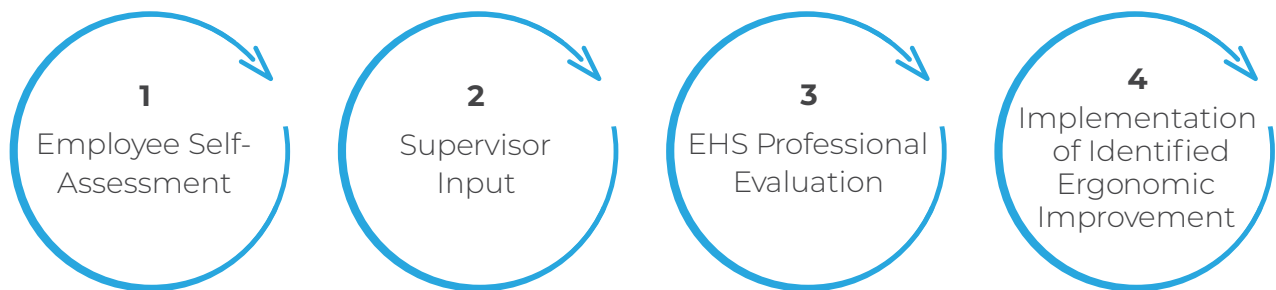 1
Employee Self-
Assessment
2
Supervisor
Input
3
EHS Professional
Evaluation
4
Implementation
of Identified
Ergonomic
Improvement